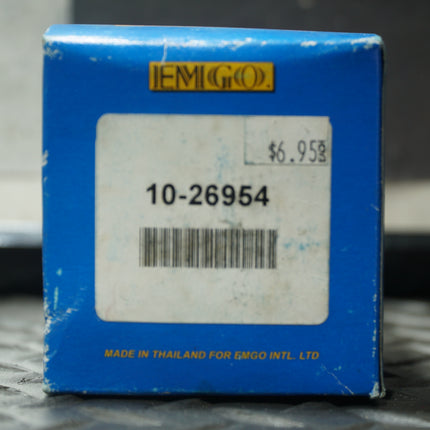 EMGO.
$6.95
10-26954
MADE IN THAILAND FOR EMGO INTL. LTD